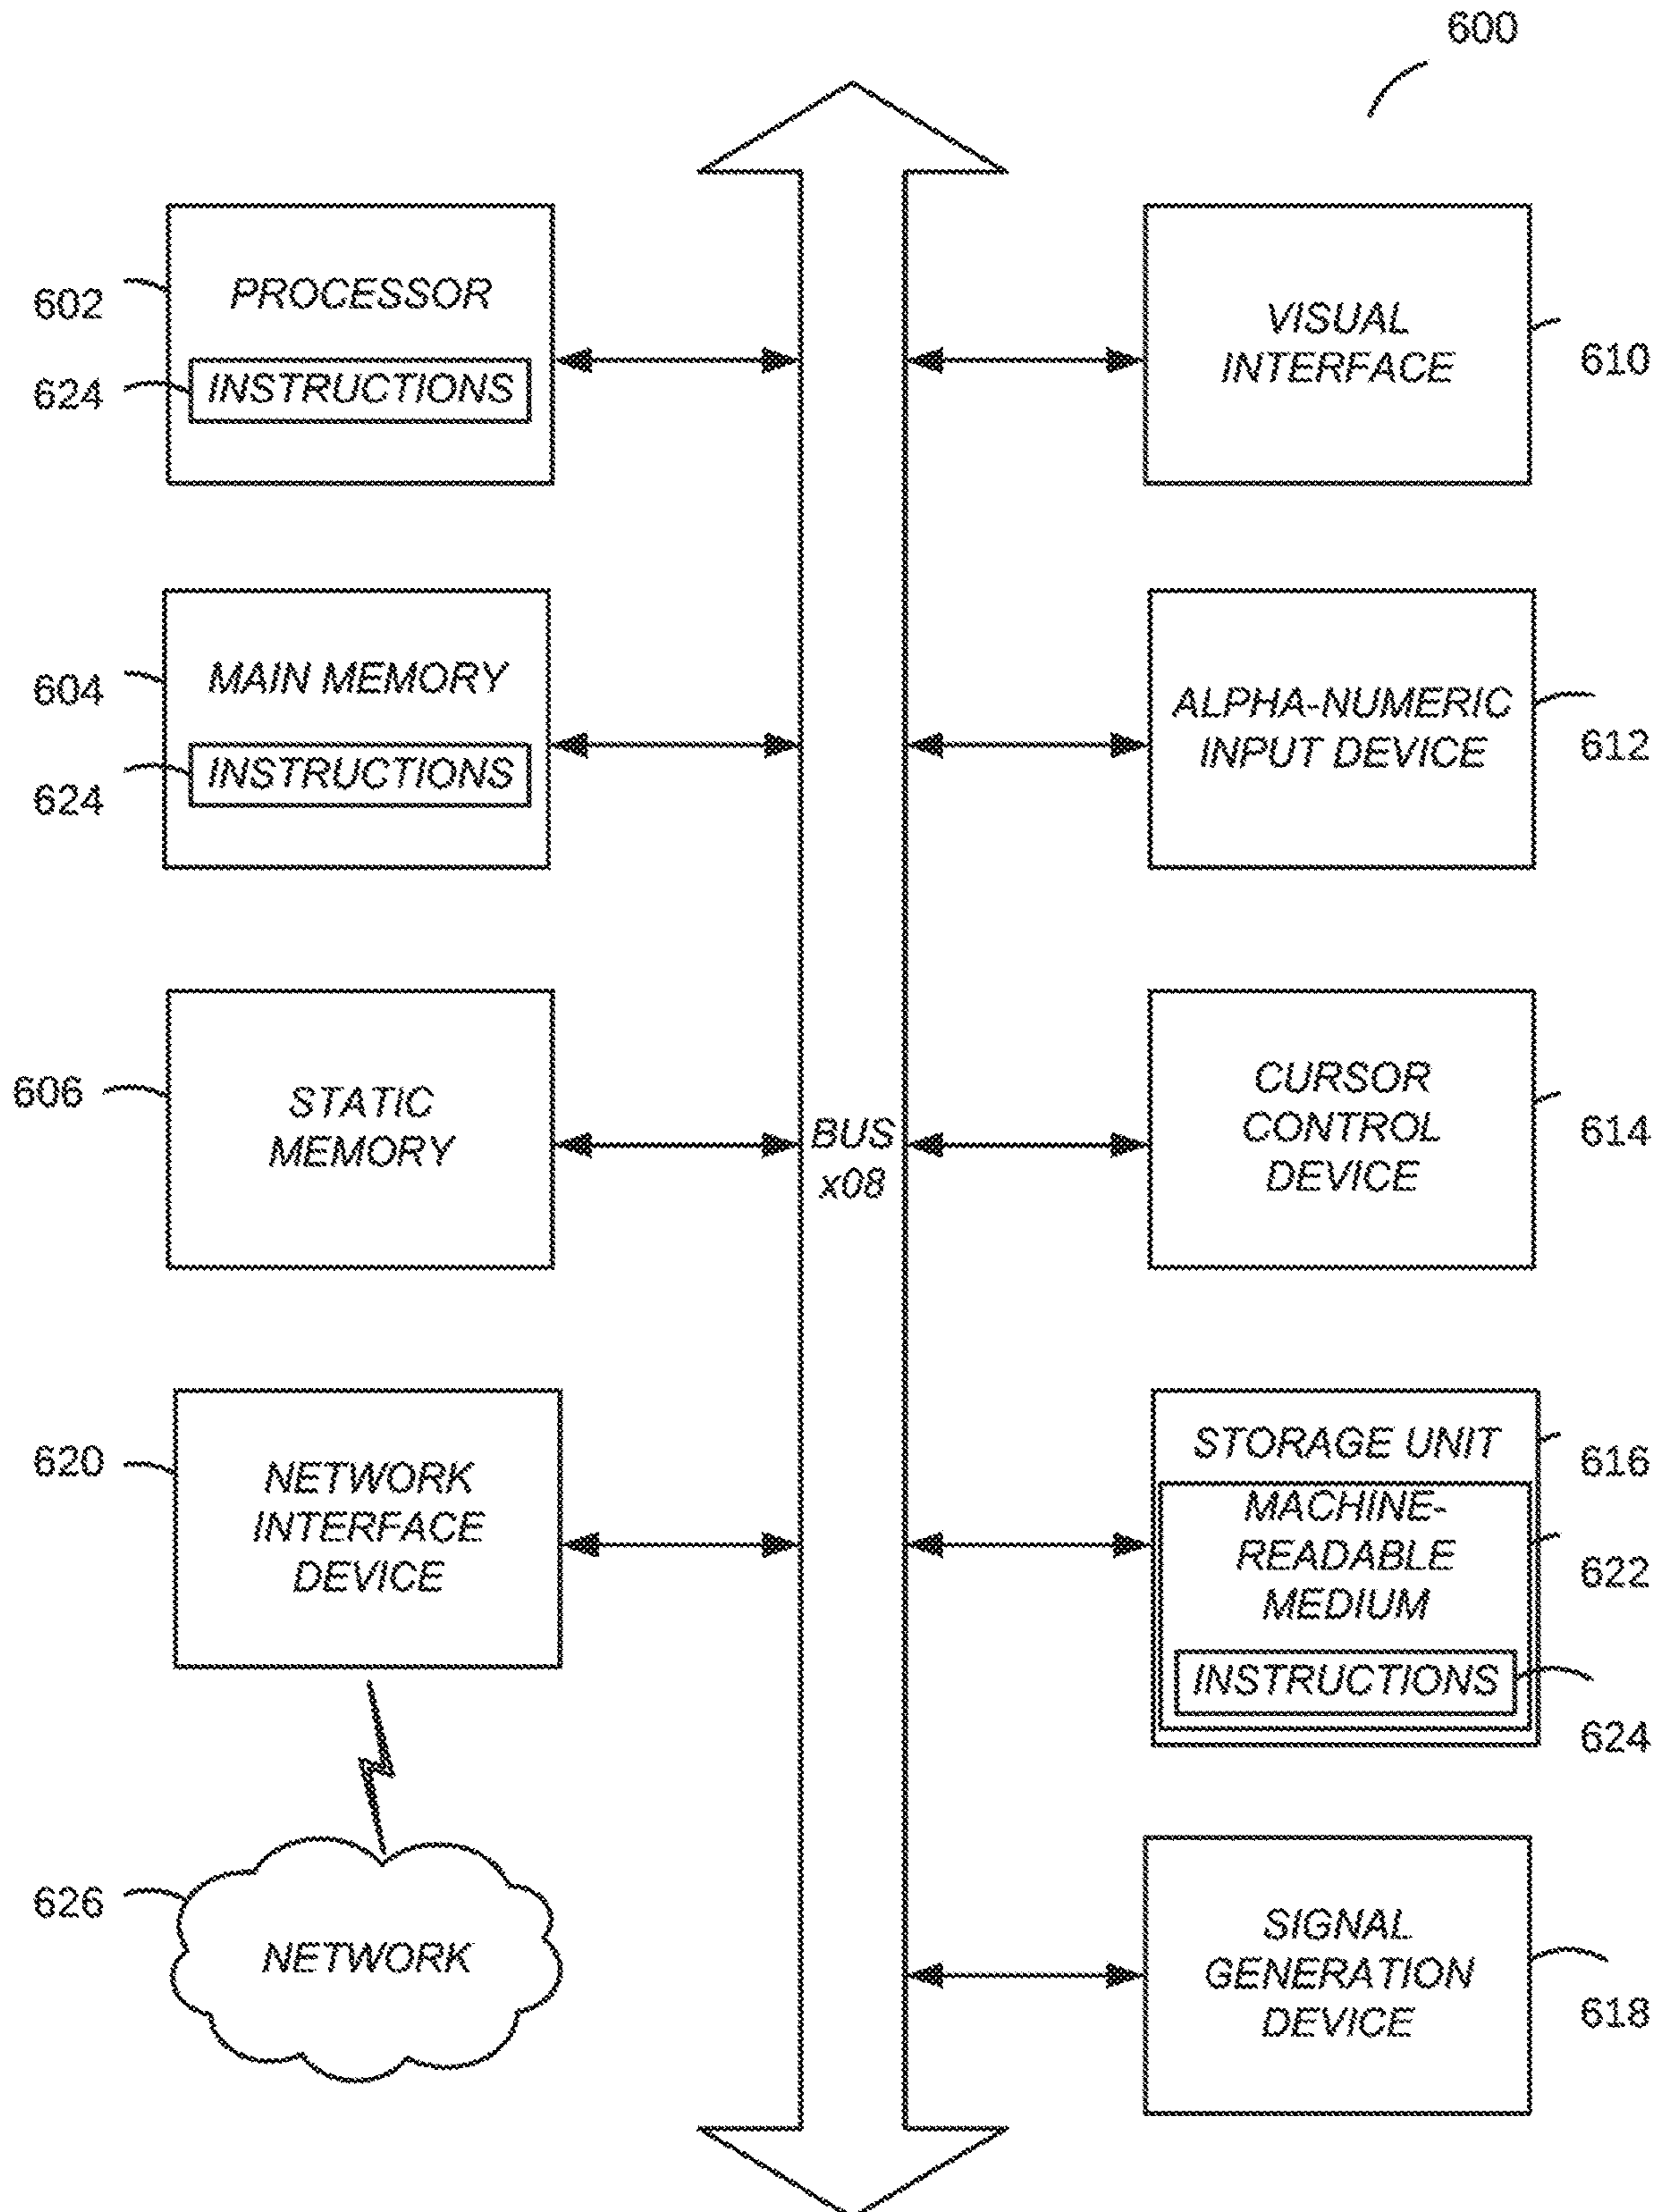 600
602
PROCESSOR
624
INSTRUCTIONS
VISUAL
INTERFACE
610
604
MAIN MEMORY
624
INSTRUCTIONS
ALPHA-NUMERIC
INPUT DEVICE
612
606
STATIC
MEMORY
BUS
x08
CURSOR
CONTROL
DEVICE
614
620
NETWORK
INTERFACE
DEVICE
STORAGE UNIT
616
MACHINE-
READABLE
MEDIUM
622
INSTRUCTIONS
624
626
NETWORK
SIGNAL
GENERATION
DEVICE
618